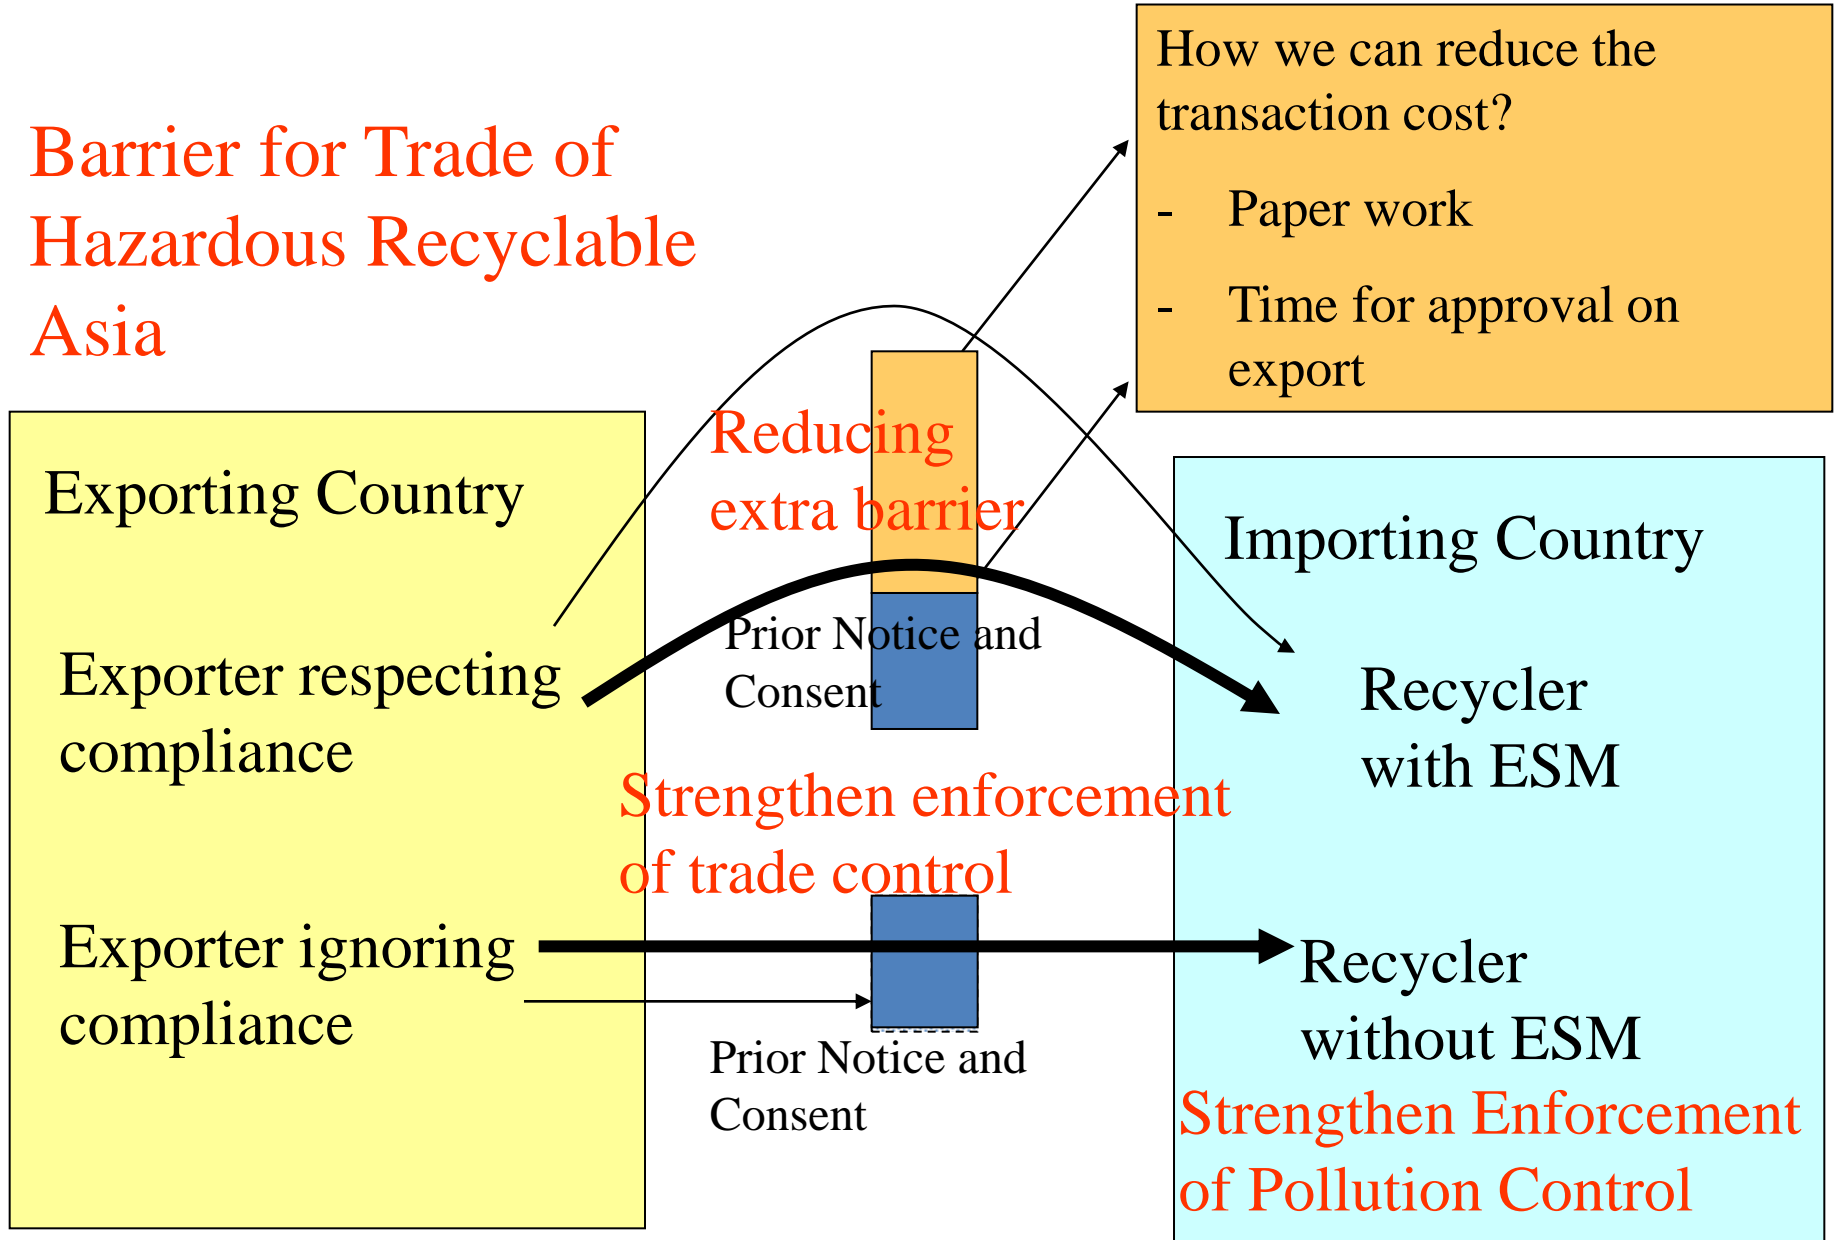 Barrier for Trade of
Hazardous Recyclable
Asia
How we can reduce the
transaction cost?
- Paper work
- Time for approval on
export
Exporting Country
Exporter respecting
compliance
Exporter ignoring
compliance
Reducing
extra barrier
Prior Notice and
Consent
Strengthen enforcement
of trade control
Prior Notice and
Consent
Importing Country
Recycler
with ESM
Recycler
without ESM
Strengthen Enforcement
of Pollution Control